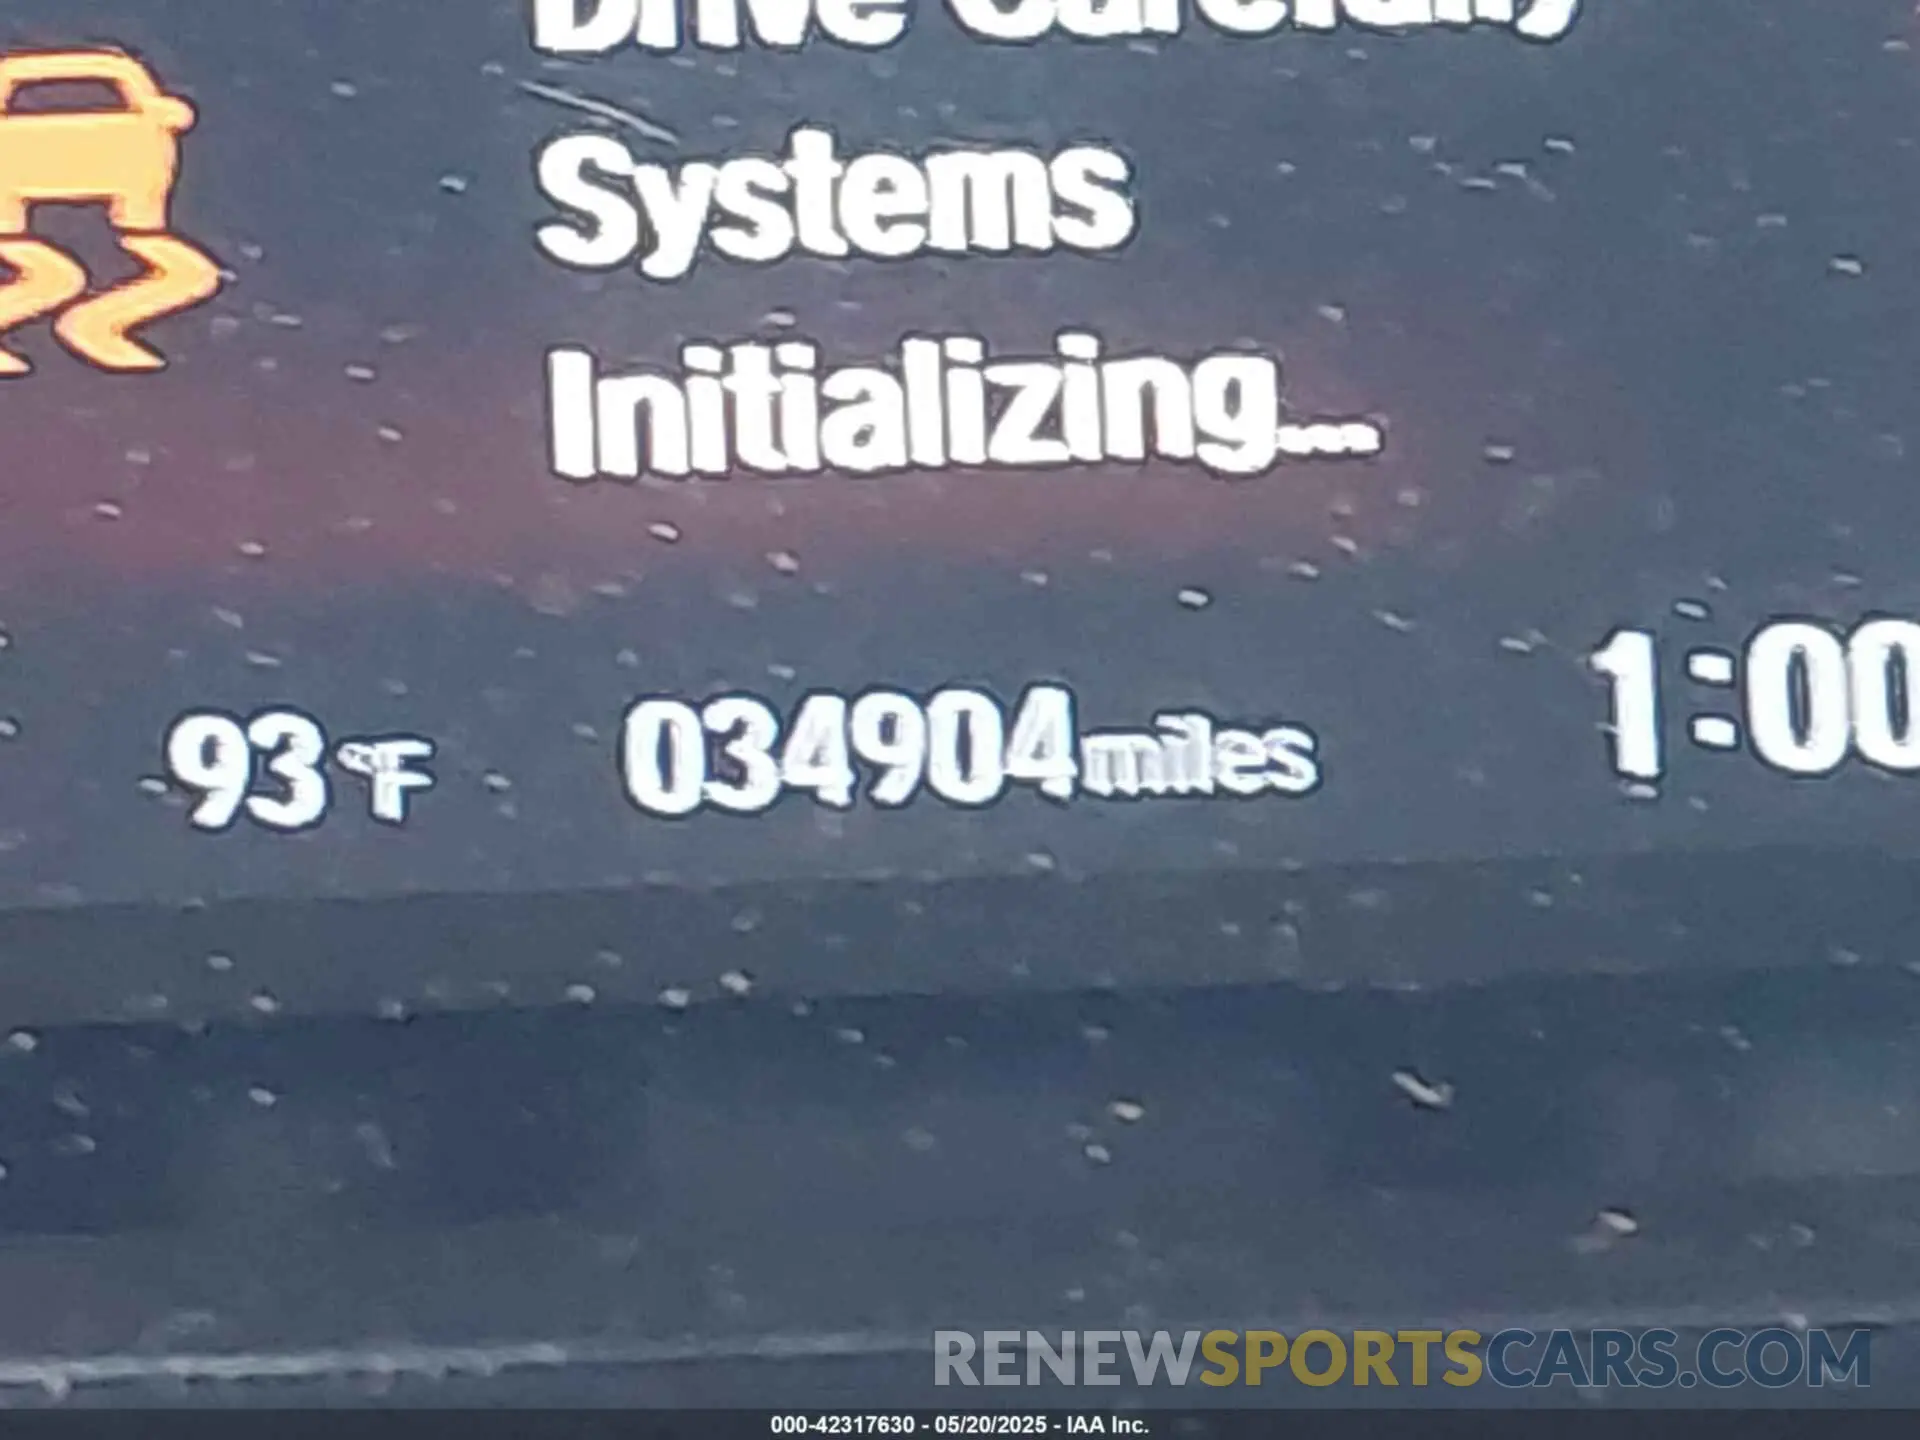 Drive Carefully
Systems
Initializing...
93°F 034904miles 1:00
RENEWSPORTSCARS.COM
000-42317630 - 05/20/2025 - IAA Inc.